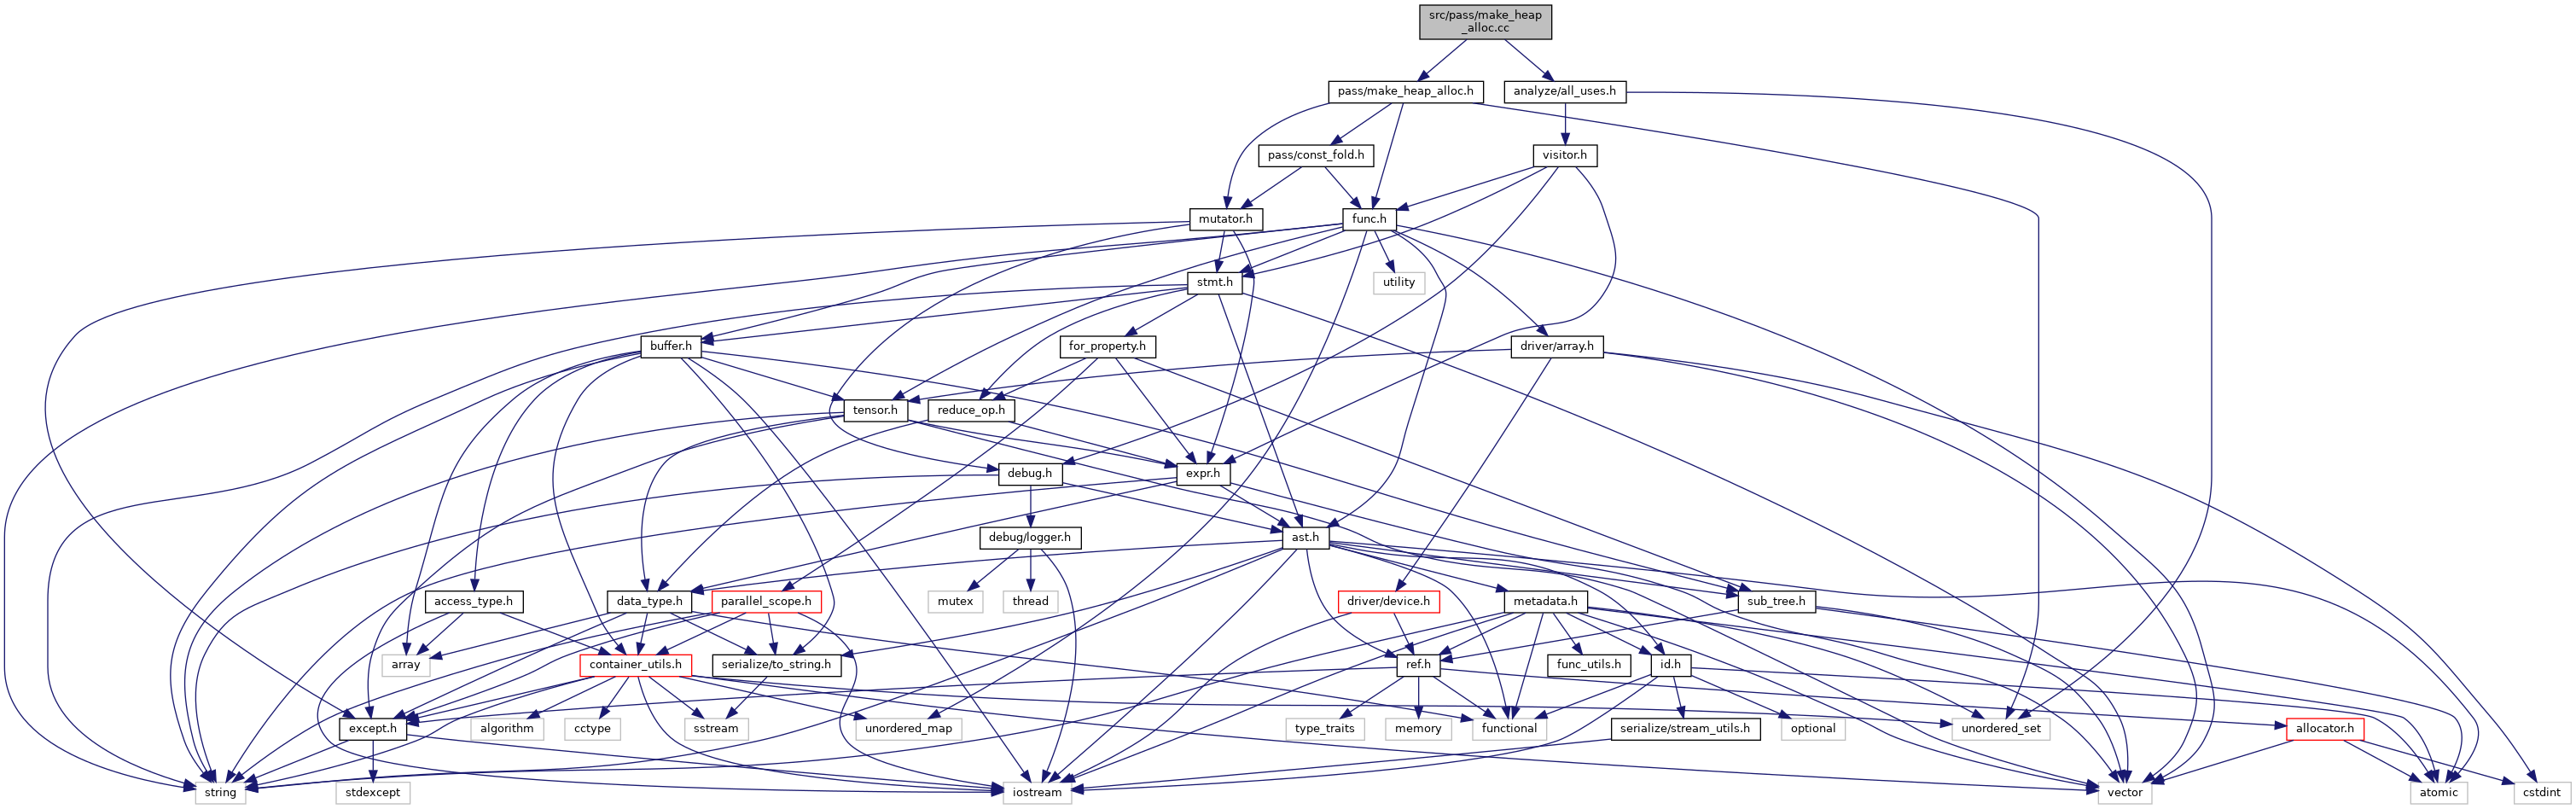 src/pass/make_heap
_alloc.cc
pass/make_heap_alloc.h
analyze/all_uses.h
pass/const_fold.h
visitor.h
mutator.h
func.h
stmt.h
utility
buffer.h
for_property.h
driver/array.h
tensor.h
reduce_op.h
debug.h
expr.h
debug/logger.h
ast.h
access_type.h
data_type.h
parallel_scope.h
mutex
thread
driver/device.h
metadata.h
sub_tree.h
array
container_utils.h
serialize/to_string.h
ref.h
func_utils.h
id.h
except.h
algorithm
cctype
sstream
unordered_map
type_traits
memory
functional
serialize/stream_utils.h
optional
unordered_set
allocator.h
string
stdexcept
iostream
vector
atomic
cstdint